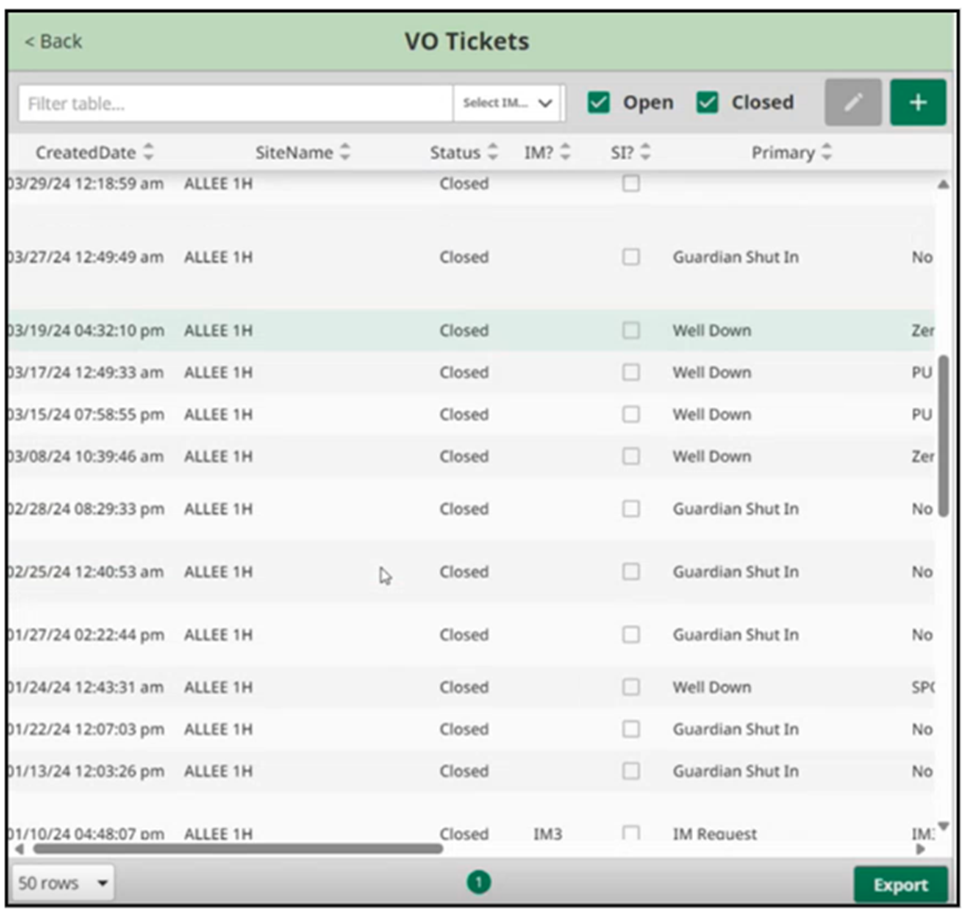 < Back VO Tickets
Filter table... Select IM... Open Closed +
CreatedDate SiteName Status IM? SI? Primary
03/29/24 12:18:59 am ALLEE 1H Closed
03/27/24 12:49:49 am ALLEE 1H Closed Guardian Shut In No
03/19/24 04:32:10 pm ALLEE 1H Closed Well Down Zer
03/17/24 12:49:33 am ALLEE 1H Closed Well Down PU
03/15/24 07:58:55 pm ALLEE 1H Closed Well Down PU
03/08/24 10:39:46 am ALLEE 1H Closed Well Down Zer
02/28/24 08:29:33 pm ALLEE 1H Closed Guardian Shut In No
02/25/24 12:40:53 am ALLEE 1H Closed Guardian Shut In No
01/27/24 02:22:44 pm ALLEE 1H Closed Guardian Shut In No
01/24/24 12:43:31 am ALLEE 1H Closed Well Down SPO
01/22/24 12:07:03 pm ALLEE 1H Closed Guardian Shut In No
01/13/24 12:03:26 pm ALLEE 1H Closed Guardian Shut In No
01/10/24 04:48:07 pm ALLEE 1H Closed IM3 IM Request IM3
50 rows 1 Export